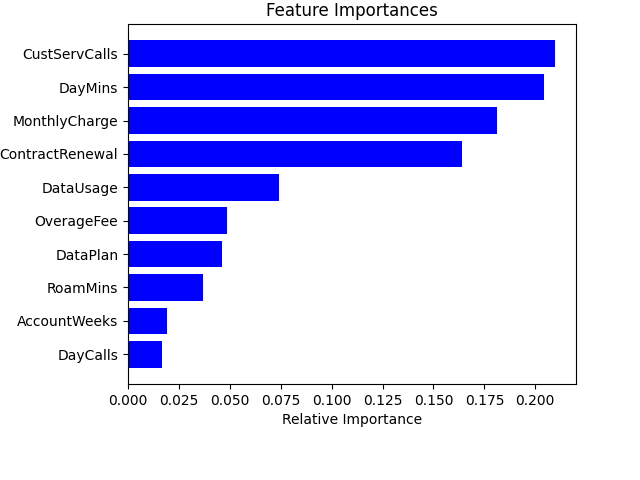 Feature Importances
CustServCalls
DayMins
MonthlyCharge
ContractRenewal
DataUsage
OverageFee
DataPlan
RoamMins
AccountWeeks
DayCalls
0.000 0.025 0.050 0.075 0.100 0.125 0.150 0.175 0.200
Relative Importance